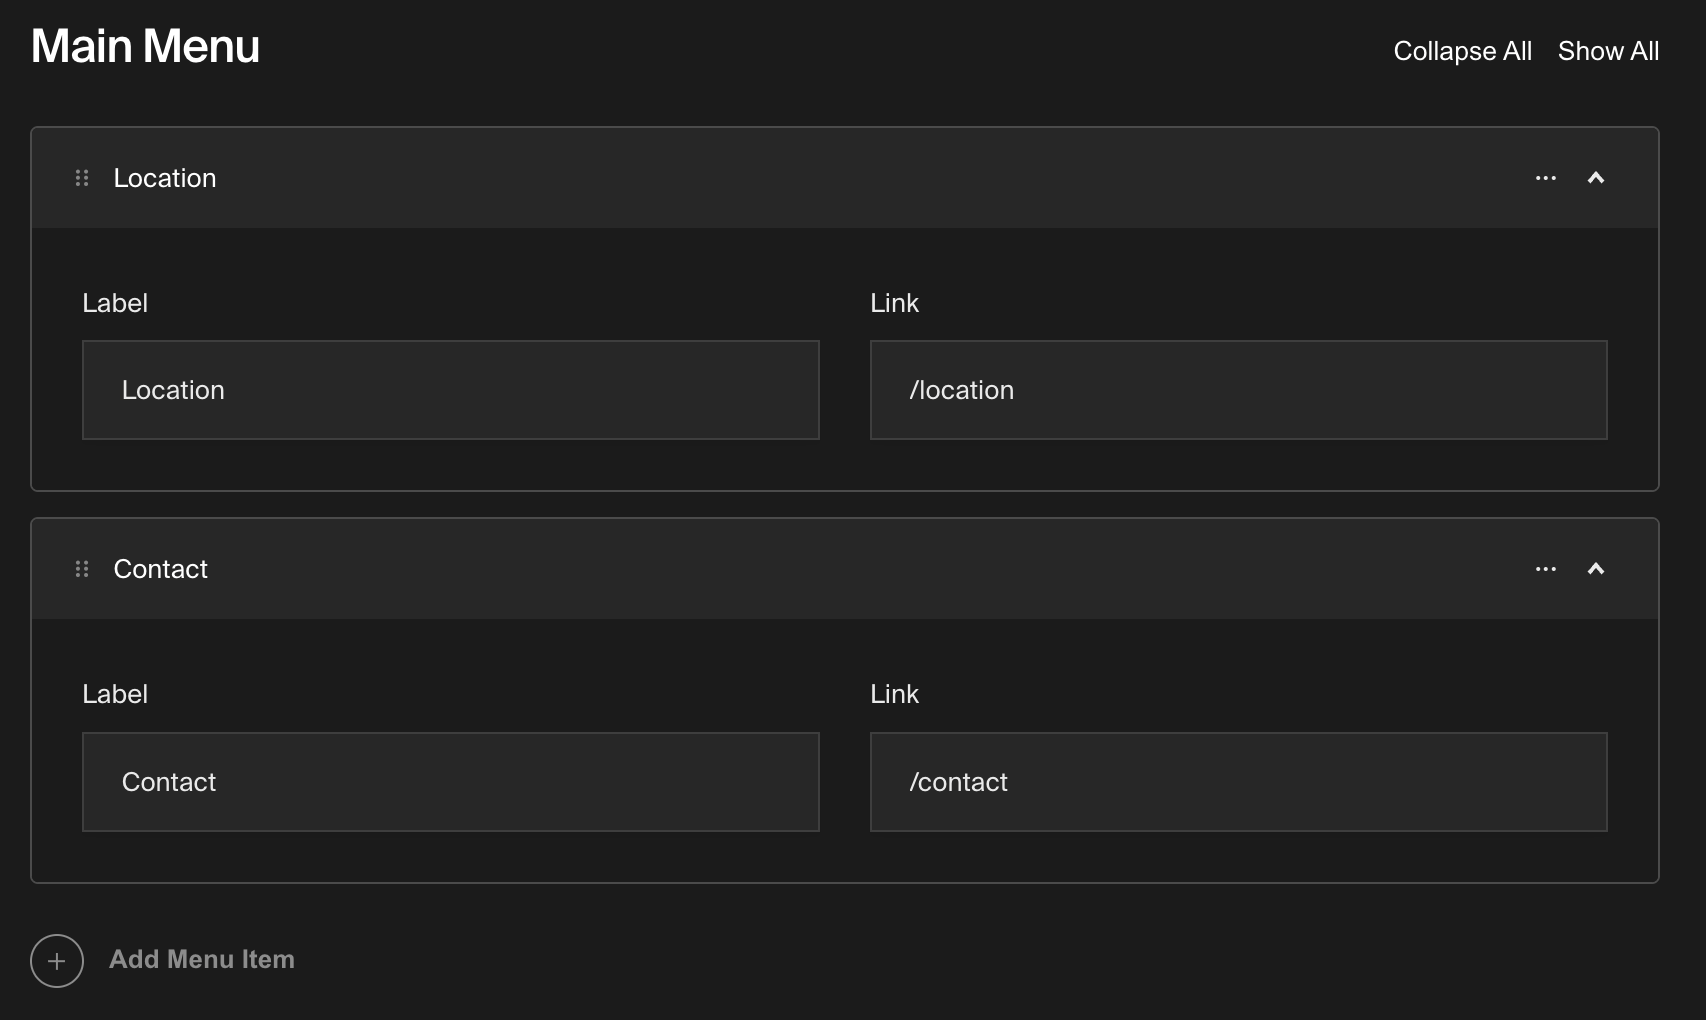 Main Menu
Collapse All Show All
Location
Label Link
Location /location
Contact
Label Link
Contact /contact
Add Menu Item